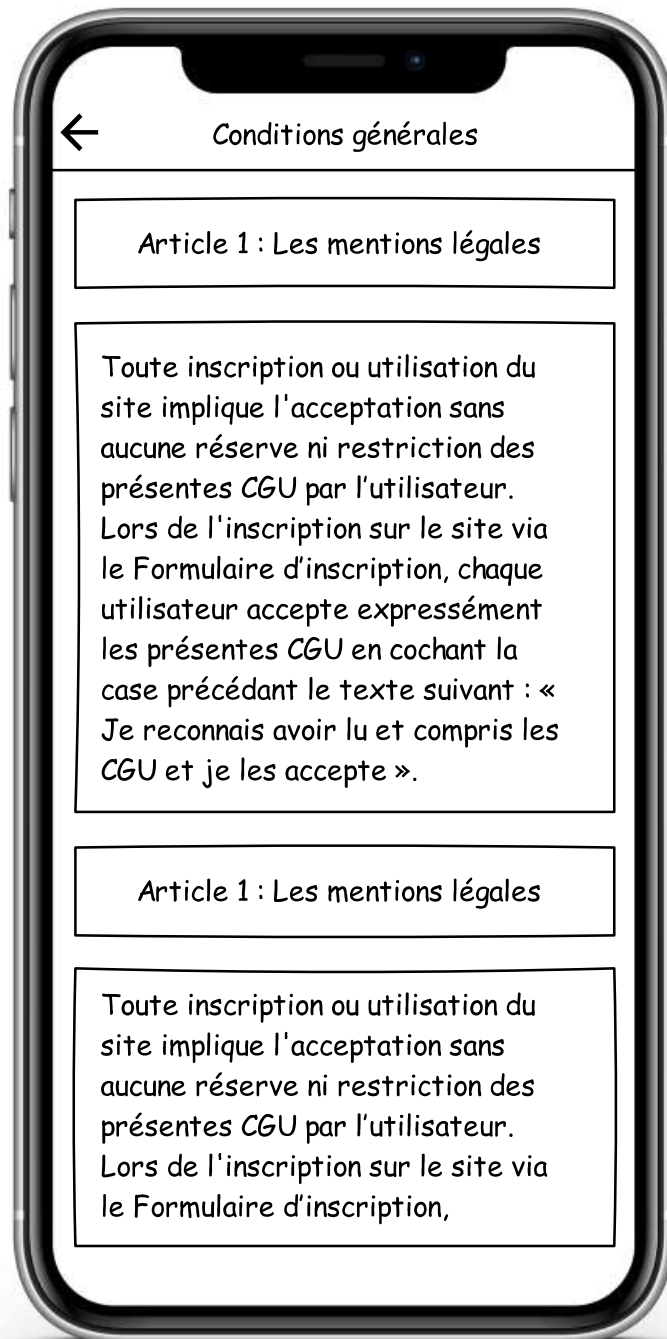 Conditions générales
Article 1 : Les mentions légales
Toute inscription ou utilisation du
site implique l'acceptation sans
aucune réserve ni restriction des
présentes CGU par l’utilisateur.
Lors de l'inscription sur le site via
le Formulaire d’inscription, chaque
utilisateur accepte expressément
les présentes CGU en cochant la
case précédant le texte suivant : «
Je reconnais avoir lu et compris les
CGU et je les accepte ».
Article 1 : Les mentions légales
Toute inscription ou utilisation du
site implique l'acceptation sans
aucune réserve ni restriction des
présentes CGU par l’utilisateur.
Lors de l'inscription sur le site via
le Formulaire d’inscription,